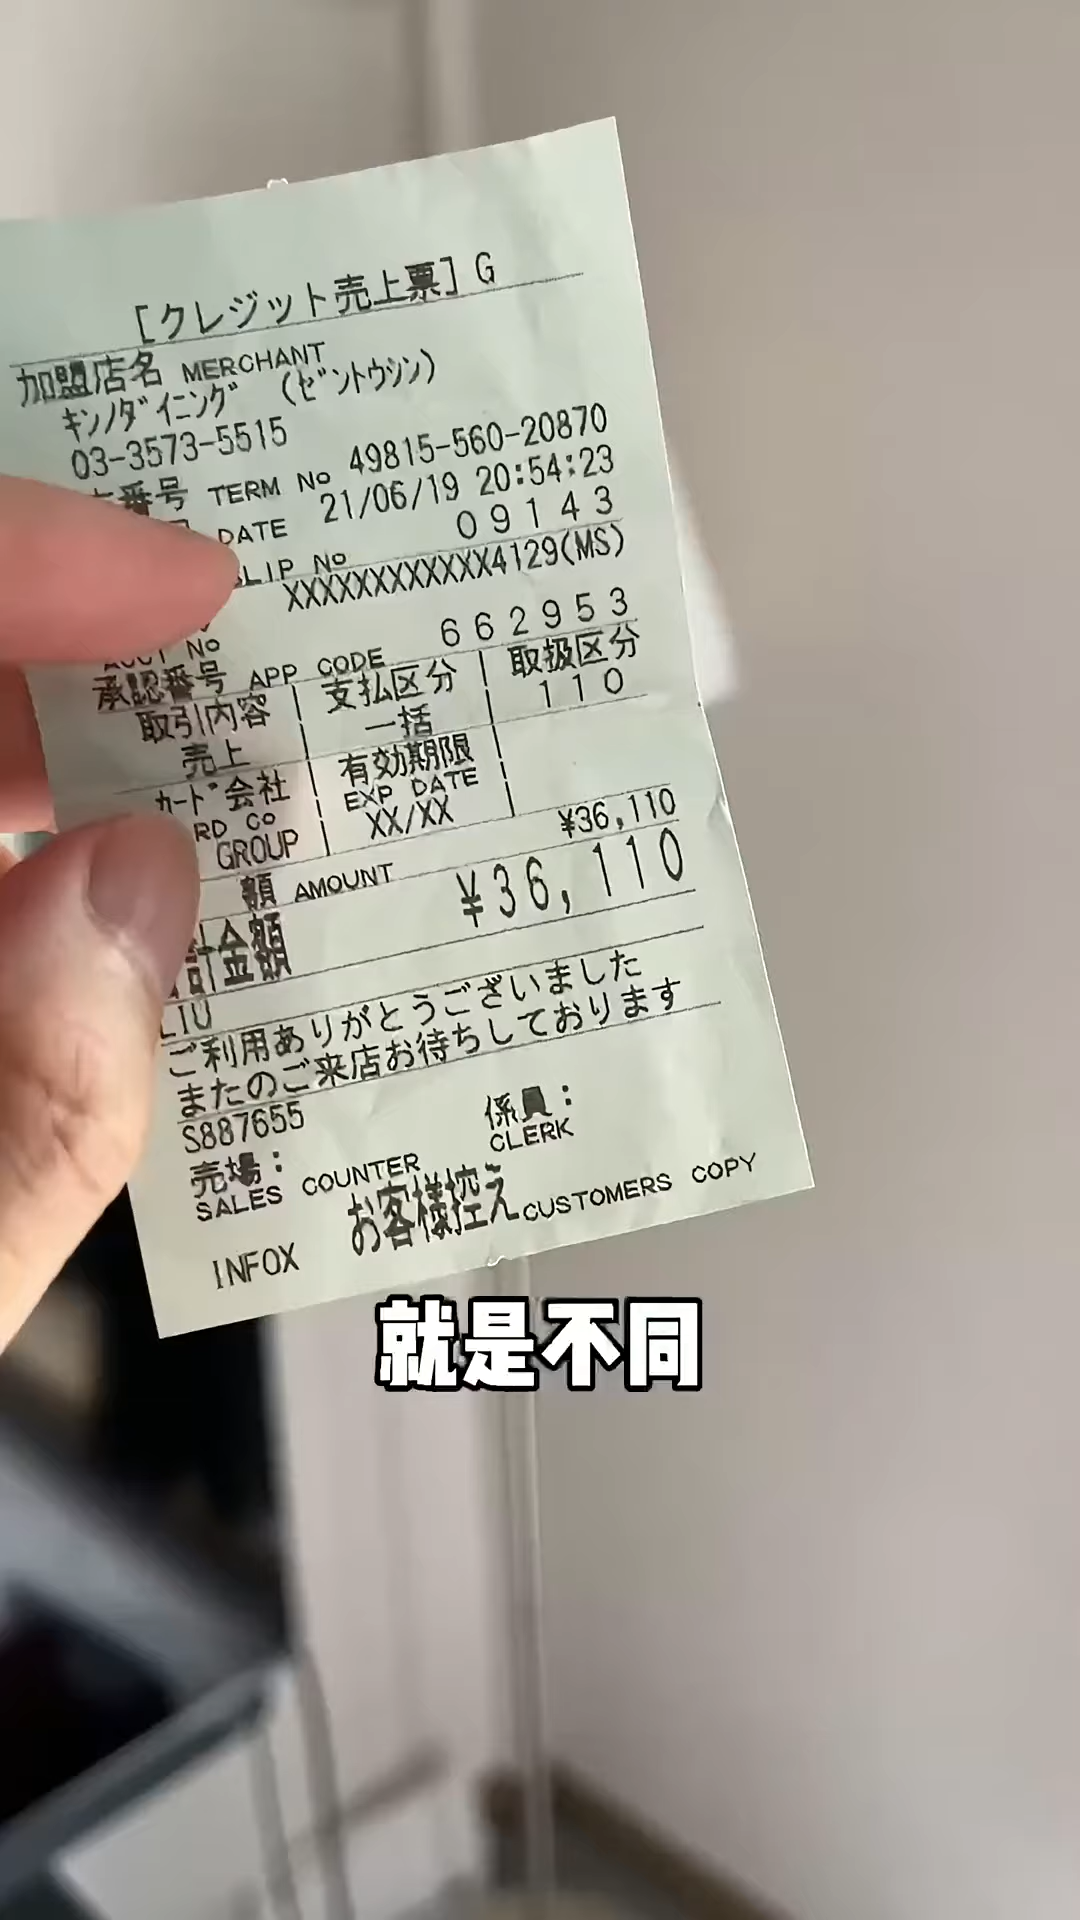 [クレジット売上票] G
加盟店名 MERCHANT
キンノダイニング (ゼントウシン)
03-3573-5515
番号 TERM No 49815-560-20870
DATE 21/06/19 20:54:23
SLIP No 09143
XXXXXXXXXXXX4129(MS)
ACCT No
承認番号 APP CODE 662953
取引内容 支払区分 取扱区分
売上 一括 110
カード会社 有効期限
RD CO EXP DATE
GROUP XX/XX
額 AMOUNT ¥36,110
計金額 ¥36,110
LIU
ご利用ありがとうございました
またのご来店お待ちしております
S887655
売場: 係員:
SALES COUNTER CLERK
お客様控え CUSTOMERS COPY
INFOX
就是不同